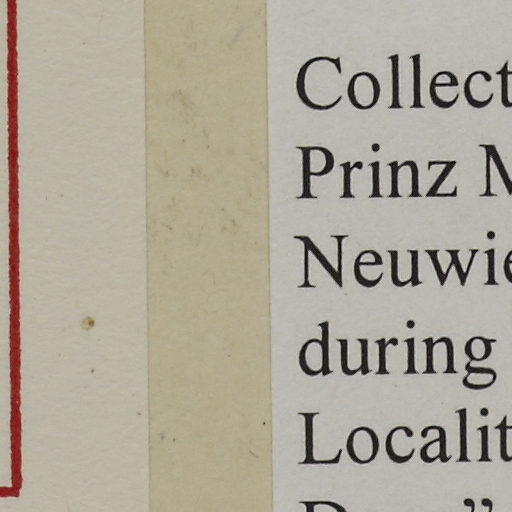 Collect
Prinz M
Neuwie
during
Localit